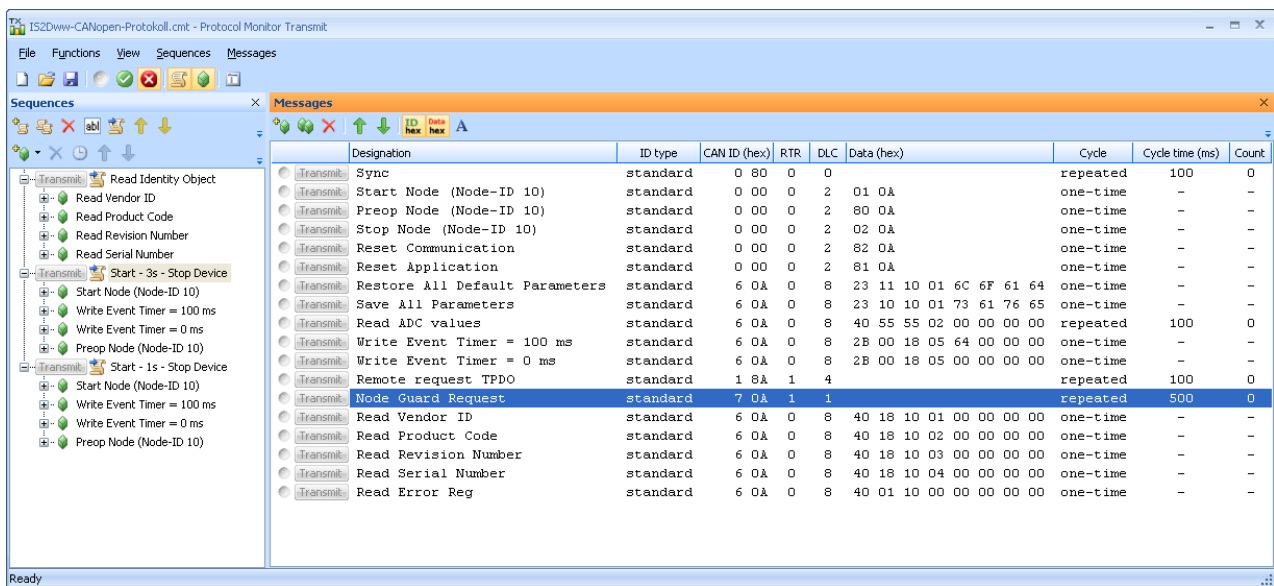 TX
IS2Dww-CANopen-Protokoll.cmt - Protocol Monitor Transmit
File Functions View Sequences Messages
Sequences
Messages
abl
ID hex Data hex A
Designation ID type CAN ID (hex) RTR DLC Data (hex) Cycle Cycle time (ms) Count
Transmit Read Identity Object
Read Vendor ID
Read Product Code
Read Revision Number
Read Serial Number
Transmit Start - 3s - Stop Device
Start Node (Node-ID 10)
Write Event Timer = 100 ms
Write Event Timer = 0 ms
Preop Node (Node-ID 10)
Transmit Start - 1s - Stop Device
Start Node (Node-ID 10)
Write Event Timer = 100 ms
Write Event Timer = 0 ms
Preop Node (Node-ID 10)
Transmit Sync standard 0 80 0 0 repeated 100 0
Transmit Start Node (Node-ID 10) standard 0 00 0 2 01 0A one-time - -
Transmit Preop Node (Node-ID 10) standard 0 00 0 2 80 0A one-time - -
Transmit Stop Node (Node-ID 10) standard 0 00 0 2 02 0A one-time - -
Transmit Reset Communication standard 0 00 0 2 82 0A one-time - -
Transmit Reset Application standard 0 00 0 2 81 0A one-time - -
Transmit Restore All Default Parameters standard 6 0A 0 8 23 11 10 01 6C 6F 61 64 one-time - -
Transmit Save All Parameters standard 6 0A 0 8 23 10 10 01 73 61 76 65 one-time - -
Transmit Read ADC values standard 6 0A 0 8 40 55 55 02 00 00 00 00 repeated 100 0
Transmit Write Event Timer = 100 ms standard 6 0A 0 8 2B 00 18 05 64 00 00 00 one-time - -
Transmit Write Event Timer = 0 ms standard 6 0A 0 8 2B 00 18 05 00 00 00 00 one-time - -
Transmit Remote request TPDO standard 1 8A 1 4 repeated 100 0
Transmit Node Guard Request standard 7 0A 1 1 repeated 500 0
Transmit Read Vendor ID standard 6 0A 0 8 40 18 10 01 00 00 00 00 one-time - -
Transmit Read Product Code standard 6 0A 0 8 40 18 10 02 00 00 00 00 one-time - -
Transmit Read Revision Number standard 6 0A 0 8 40 18 10 03 00 00 00 00 one-time - -
Transmit Read Serial Number standard 6 0A 0 8 40 18 10 04 00 00 00 00 one-time - -
Transmit Read Error Reg standard 6 0A 0 8 40 01 10 00 00 00 00 00 one-time - -
Ready